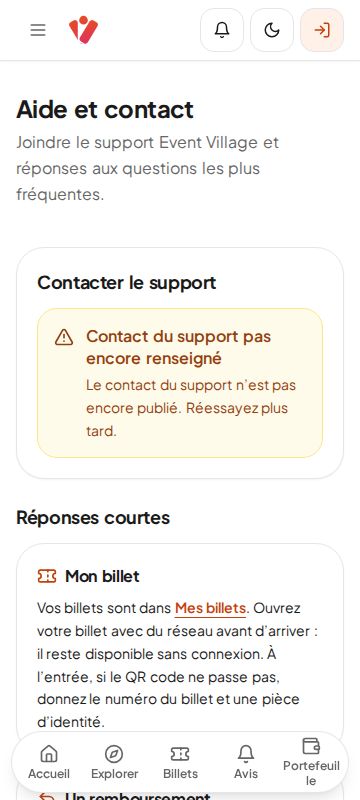 Aide et contact
Joindre le support Event Village et
réponses aux questions les plus
fréquentes.
Contacter le support
Contact du support pas
encore renseigné
Le contact du support n’est pas
encore publié. Réessayez plus
tard.
Réponses courtes
Mon billet
Vos billets sont dans Mes billets. Ouvrez
votre billet avec du réseau avant d’arriver :
il reste disponible sans connexion. À
l’entrée, si le QR code ne passe pas,
donnez le numéro du billet et une pièce
d’identité.
Accueil
Explorer
Billets
Avis
Portefeuil
le
Un remboursement